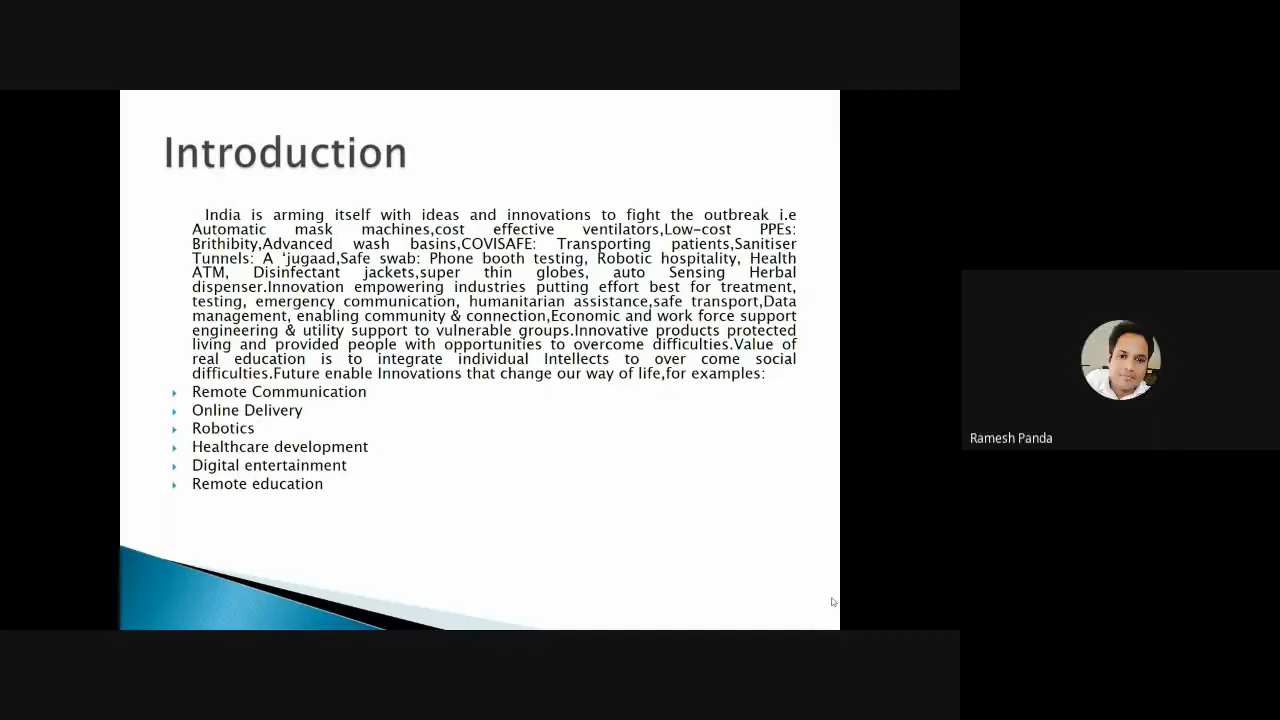 Introduction
India is arming itself with ideas and innovations to fight the outbreak i.e
Automatic mask machines,cost effective ventilators,Low-cost PPEs:
Brithibity,Advanced wash basins,COVISAFE: Transporting patients,Sanitiser
Tunnels: A ‘jugaad,Safe swab: Phone booth testing, Robotic hospitality, Health
ATM, Disinfectant jackets,super thin globes, auto Sensing Herbal
dispenser.Innovation empowering industries putting effort best for treatment,
testing, emergency communication, humanitarian assistance,safe transport,Data
management, enabling community & connection,Economic and work force support
engineering & utility support to vulnerable groups.Innovative products protected
living and provided people with opportunities to overcome difficulties.Value of
real education is to integrate individual Intellects to over come social
difficulties.Future enable Innovations that change our way of life,for examples:
Remote Communication
Online Delivery
Robotics
Healthcare development
Digital entertainment
Remote education
Ramesh Panda